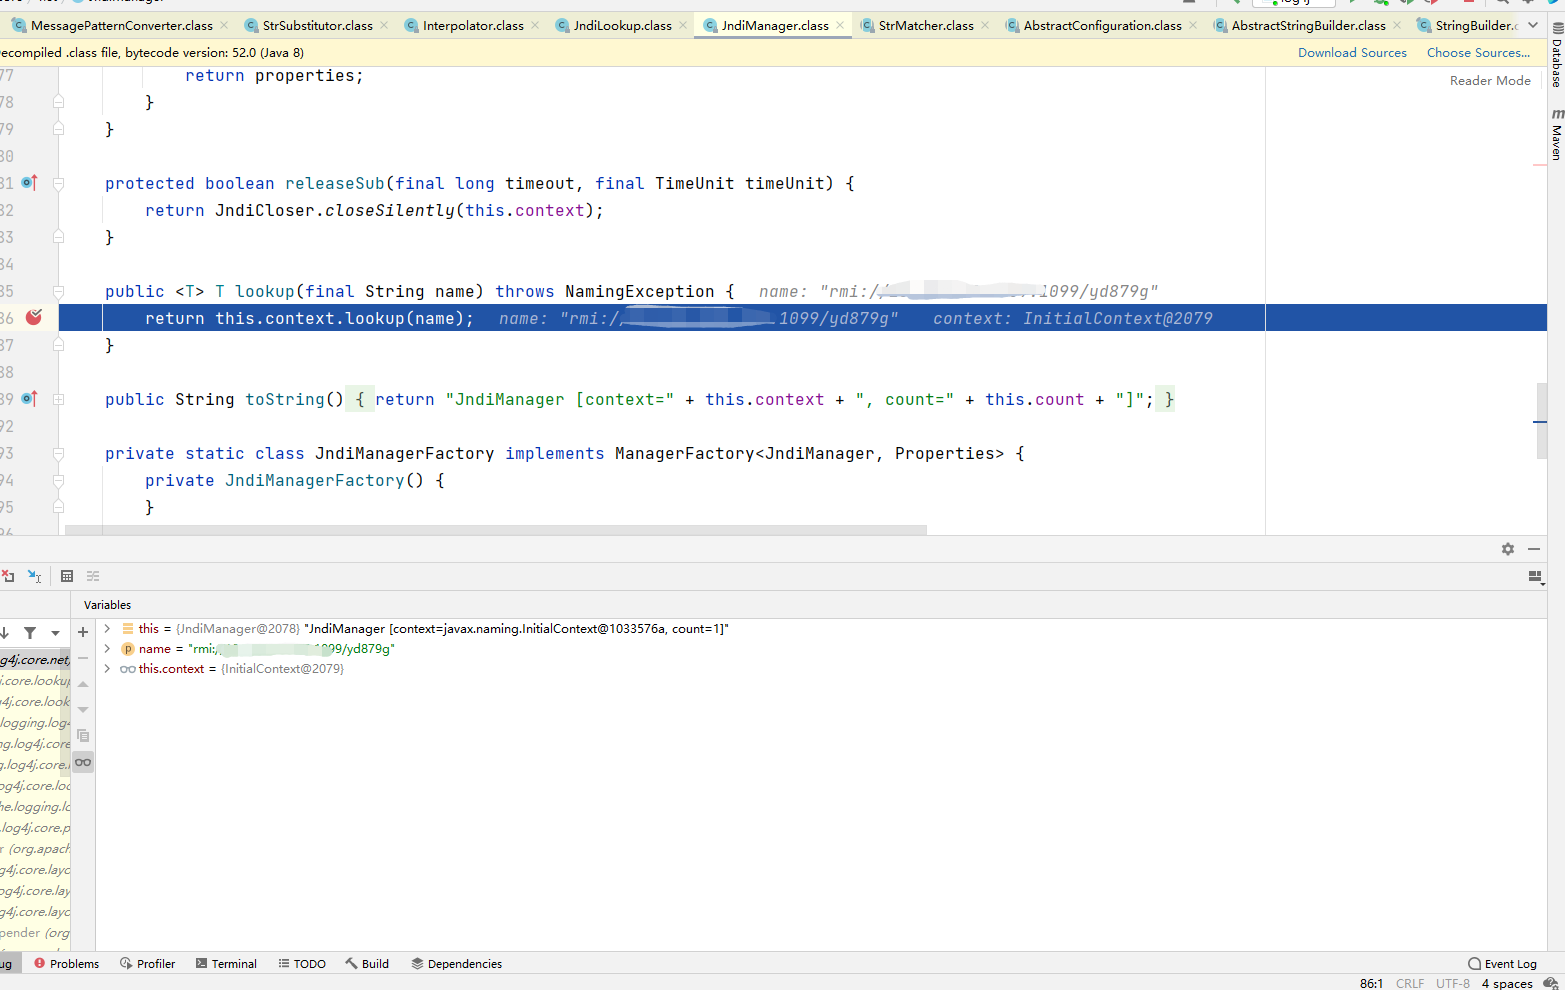 MessagePatternConverter.class StrSubstitutor.class Interpolator.class JndiLookup.class JndiManager.class StrMatcher.class AbstractConfiguration.class AbstractStringBuilder.class StringBuilder.c
ecompiled .class file, bytecode version: 52.0 (Java 8) Download Sources Choose Sources...
Reader Mode
77 return properties;
78 }
79 }
80
81 protected boolean releaseSub(final long timeout, final TimeUnit timeUnit) {
82 return JndiCloser.closeSilently(this.context);
83 }
84
85 public <T> T lookup(final String name) throws NamingException { name: "rmi:/ 1099/yd879g"
86 return this.context.lookup(name); name: "rmi:/ 1099/yd879g" context: InitialContext@2079
87 }
88
89 public String toString() { return "JndiManager [context=" + this.context + ", count=" + this.count + "]"; }
92
93 private static class JndiManagerFactory implements ManagerFactory<JndiManager, Properties> {
94 private JndiManagerFactory() {
95 }
96
Database
Maven
Variables
this = {JndiManager@2078} "JndiManager [context=javax.naming.InitialContext@1033576a, count=1]"
name = "rmi:/ 1099/yd879g"
this.context = {InitialContext@2079}
g4j.core.net,
j.core.looku
4j.core.look
logging.log4
ng.log4j.core
g.log4j.core.
og4j.core.loo
he.logging.lo
.log4j.core.p
r (org.apach
g4j.core.layo
og4j.core.lay
g4j.core.layo
pender (org
ug Problems Profiler Terminal TODO Build Dependencies Event Log
86:1 CRLF UTF-8 4 spaces